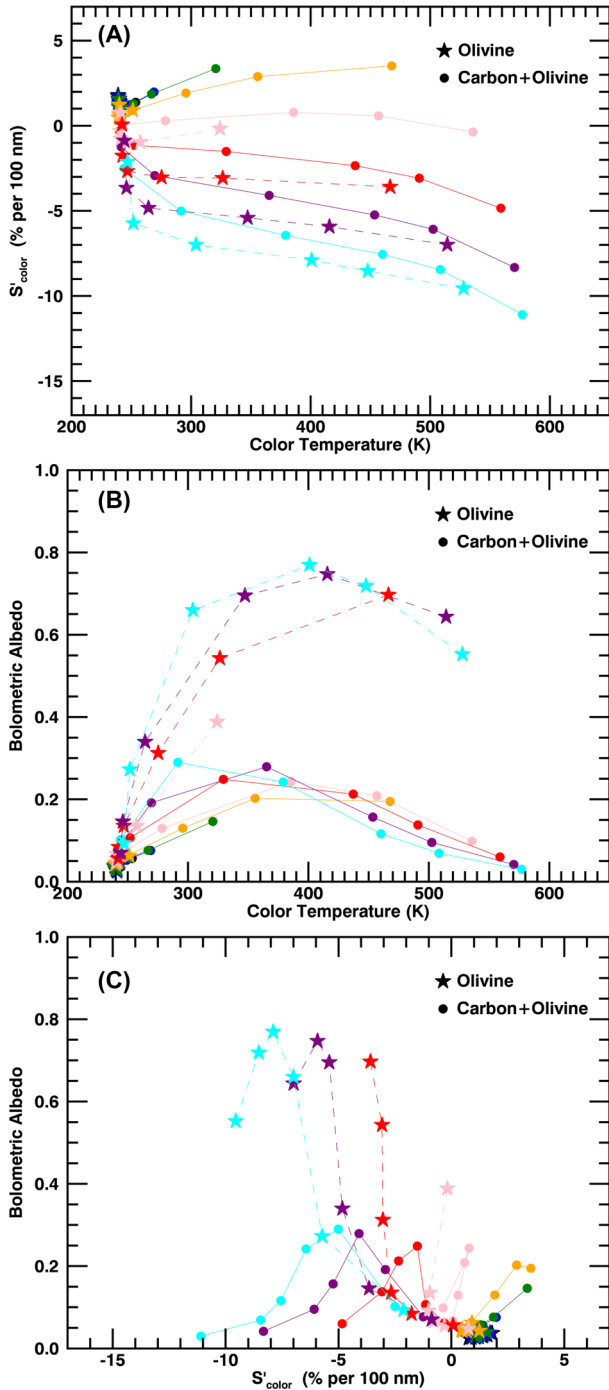 (A)
★ Olivine
● Carbon+Olivine
5
0
-5
-10
-15
S'color (% per 100 nm)
200 300 400 500 600
Color Temperature (K)
(B)
★ Olivine
● Carbon+Olivine
1.0
0.8
0.6
0.4
0.2
0.0
Bolometric Albedo
200 300 400 500 600
Color Temperature (K)
(C)
★ Olivine
● Carbon+Olivine
1.0
0.8
0.6
0.4
0.2
0.0
Bolometric Albedo
-15 -10 -5 0 5
S'color (% per 100 nm)